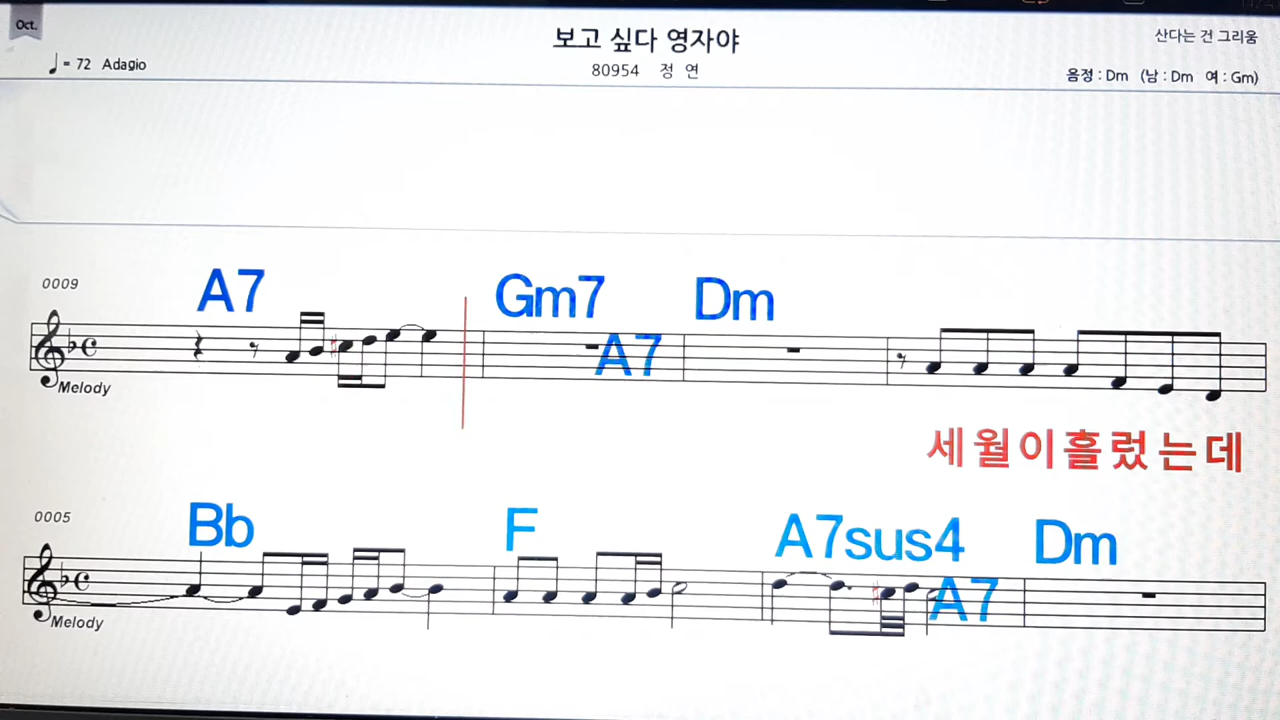 Oct.
보고 싶다 영자야
산다는 건 그리움
♩= 72 Adagio
80954 정 연
음정 : Dm (남 : Dm 여 : Gm)
0009
A7 Gm7 A7 Dm
Melody
세월이흘렀는데
0005
Bb F A7sus4 A7 Dm
Melody